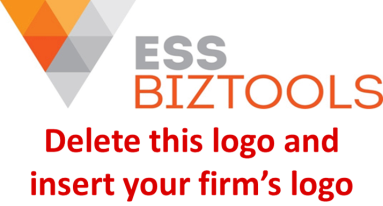 ESS
BIZTOOLS
Delete this logo and
insert your firm's logo